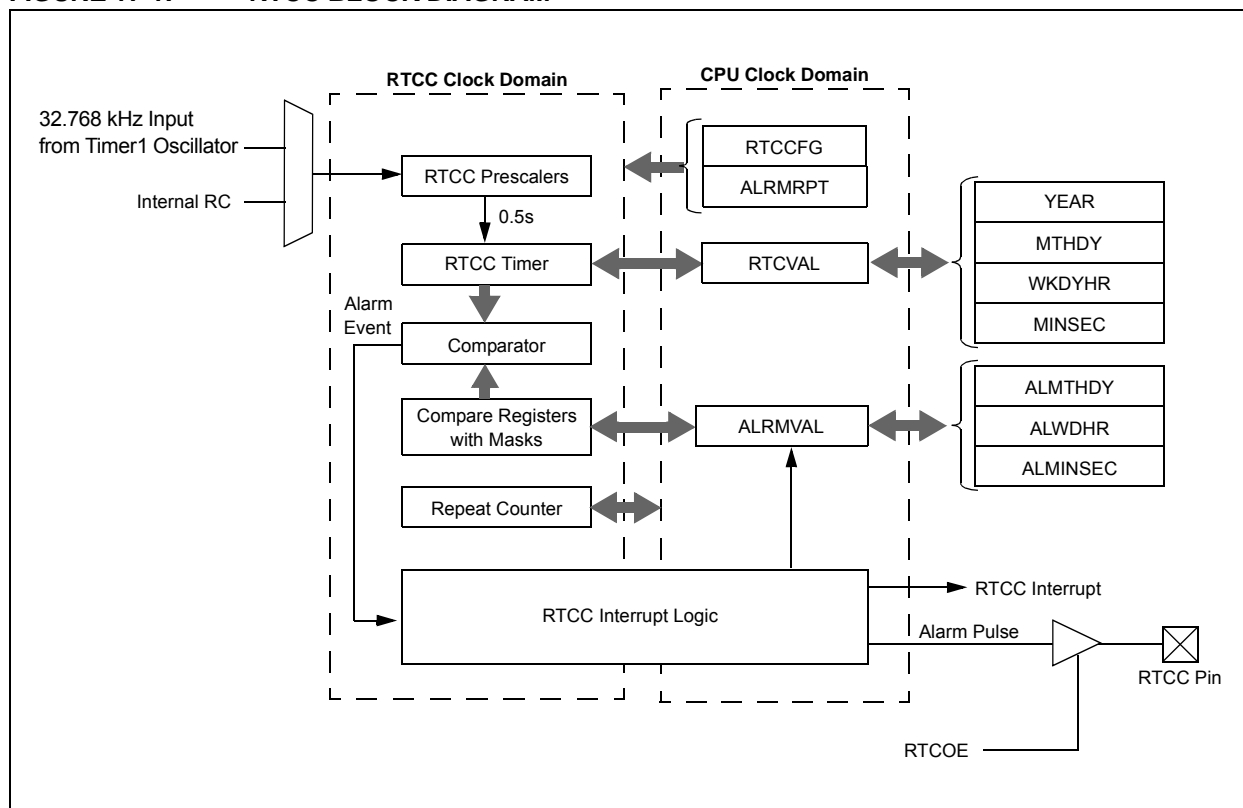 RTCC Clock Domain
CPU Clock Domain
32.768 kHz Input
from Timer1 Oscillator
Internal RC
RTCC Prescalers
0.5s
RTCC Timer
Alarm
Event
Comparator
Compare Registers
with Masks
Repeat Counter
RTCC Interrupt Logic
RTCCFG
ALRMRPT
RTCVAL
ALRMVAL
YEAR
MTHDY
WKDYHR
MINSEC
ALMTHDY
ALWDHR
ALMINSEC
RTCC Interrupt
Alarm Pulse
RTCC Pin
RTCOE